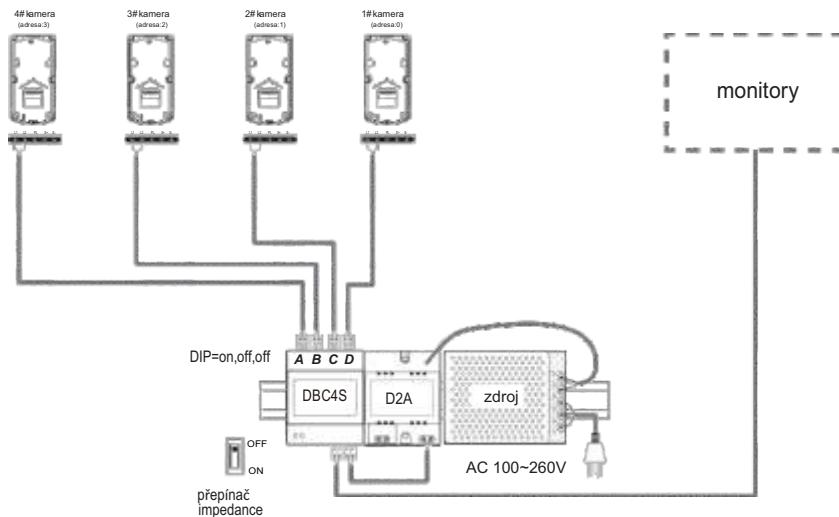 4#kamera
(adresa:3)
3#kamera
(adresa:2)
2#kamera
(adresa:1)
1#kamera
(adresa:0)
monitory
DIP=on,off,off
A B C D
DBC4S
D2A
zdroj
AC 100~260V
OFF
ON
přepínač
impedance